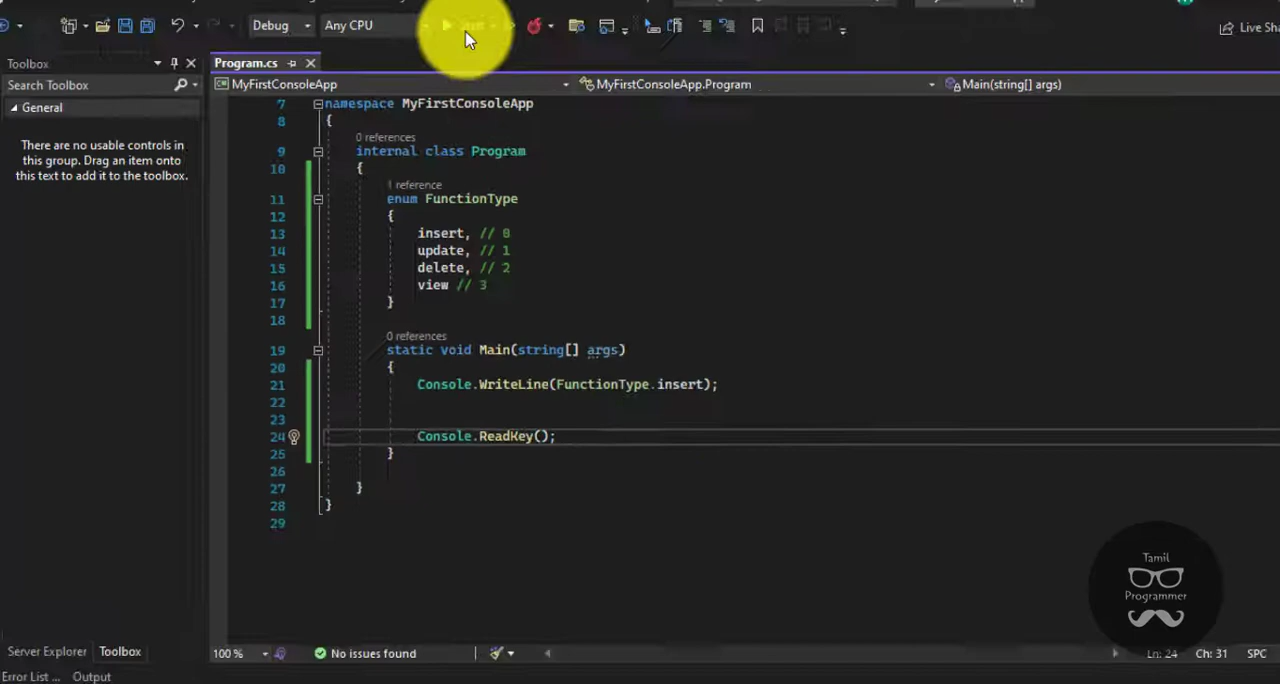 Debug
Any CPU
Live Sha
Toolbox
Program.cs
Search Toolbox
MyFirstConsoleApp
MyFirstConsoleApp.Program
Main(string[] args)
General
There are no usable controls in
this group. Drag an item onto
this text to add it to the toolbox.
7 namespace MyFirstConsoleApp
8 {
0 references
9 internal class Program
10 {
1 reference
11 enum FunctionType
12 {
13 insert, // 0
14 update, // 1
15 delete, // 2
16 view // 3
17 }
18
0 references
19 static void Main(string[] args)
20 {
21 Console.WriteLine(FunctionType.insert);
22
23
24 Console.ReadKey();
25 }
26
27 }
28 }
29
Tamil
Programmer
Server Explorer
Toolbox
100 %
No issues found
Ln: 24
Ch: 31
SPC
Error List ...
Output